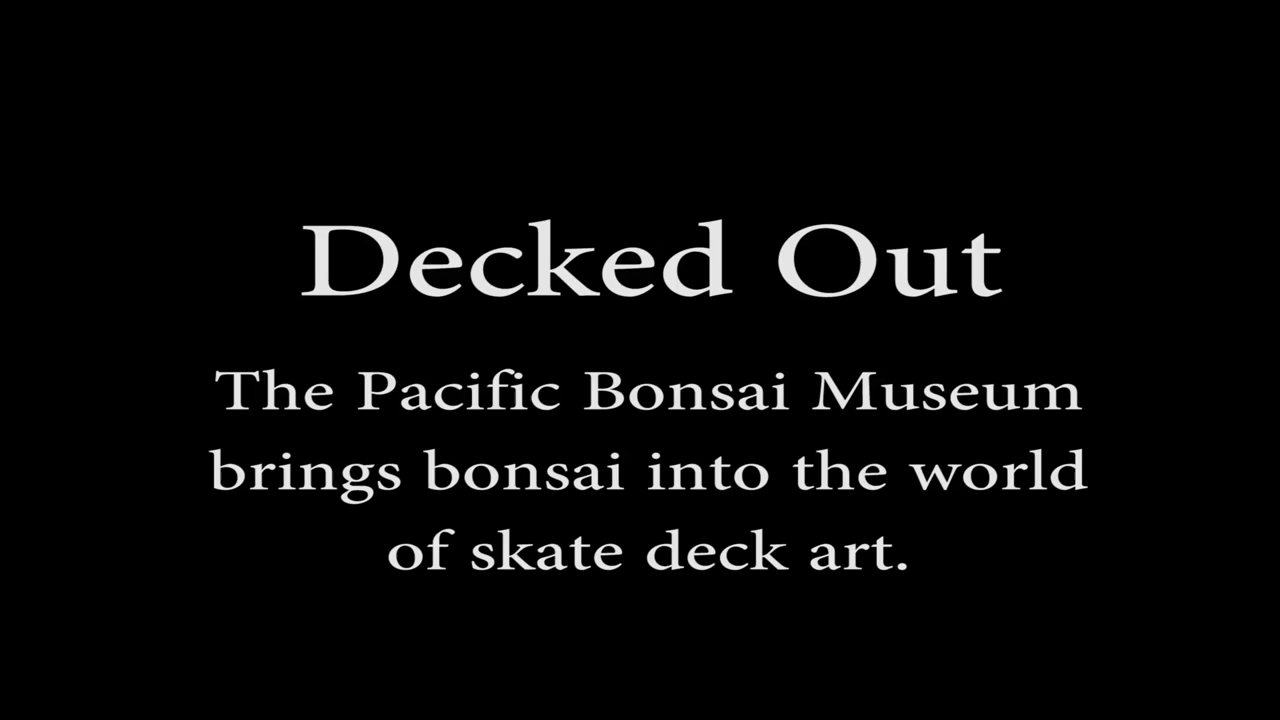 Decked Out
The Pacific Bonsai Museum
brings bonsai into the world
of skate deck art.